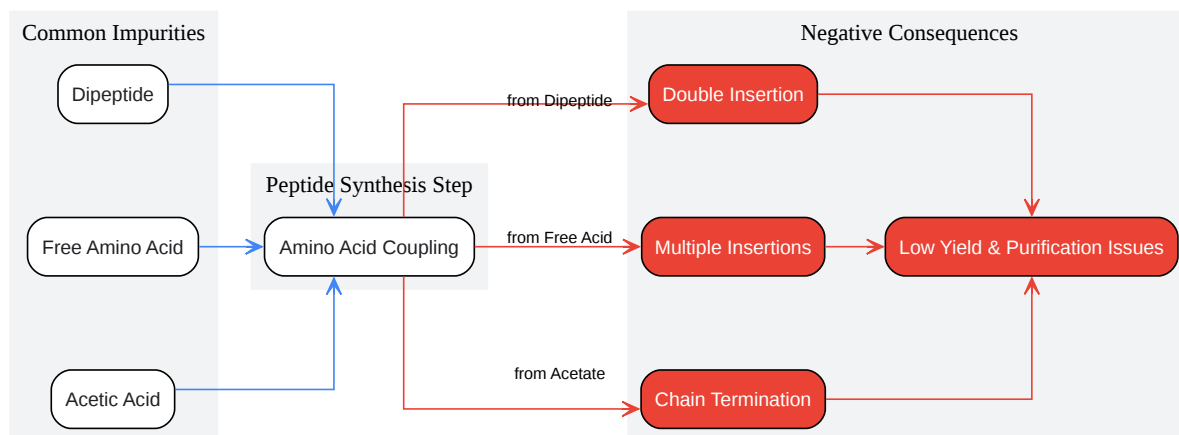 Common Impurities
Negative Consequences
Dipeptide
from Dipeptide
Double Insertion
Peptide Synthesis Step
Free Amino Acid
Amino Acid Coupling
from Free Acid
Multiple Insertions
Low Yield & Purification Issues
from Acetate
Acetic Acid
Chain Termination